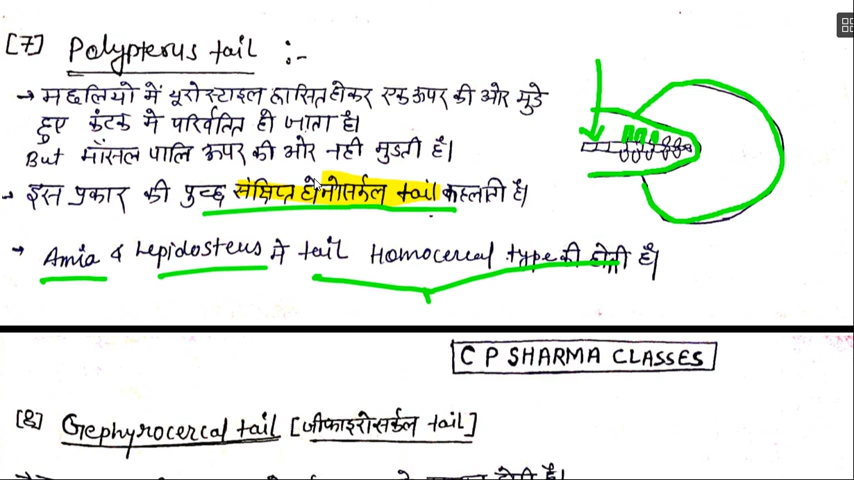 [7] Polypterus tail :-
→ मछलियो में यूरोस्टाइल ह्रासित होकर एक ऊपर की ओर मुडे
हुए कंटक मे परिवर्तित हो जाता है।
But माँसल पालि ऊपर की ओर नही मुडती है।
→ इस प्रकार की पुच्छ संक्षिप्त होमोसर्कल tail कहलाती है।
→ Amia & Lepidosteus मे tail Homocercal type की होती है।
C P SHARMA CLASSES
[8] Gephyrocercal tail [जीफाइरोसर्कल tail]